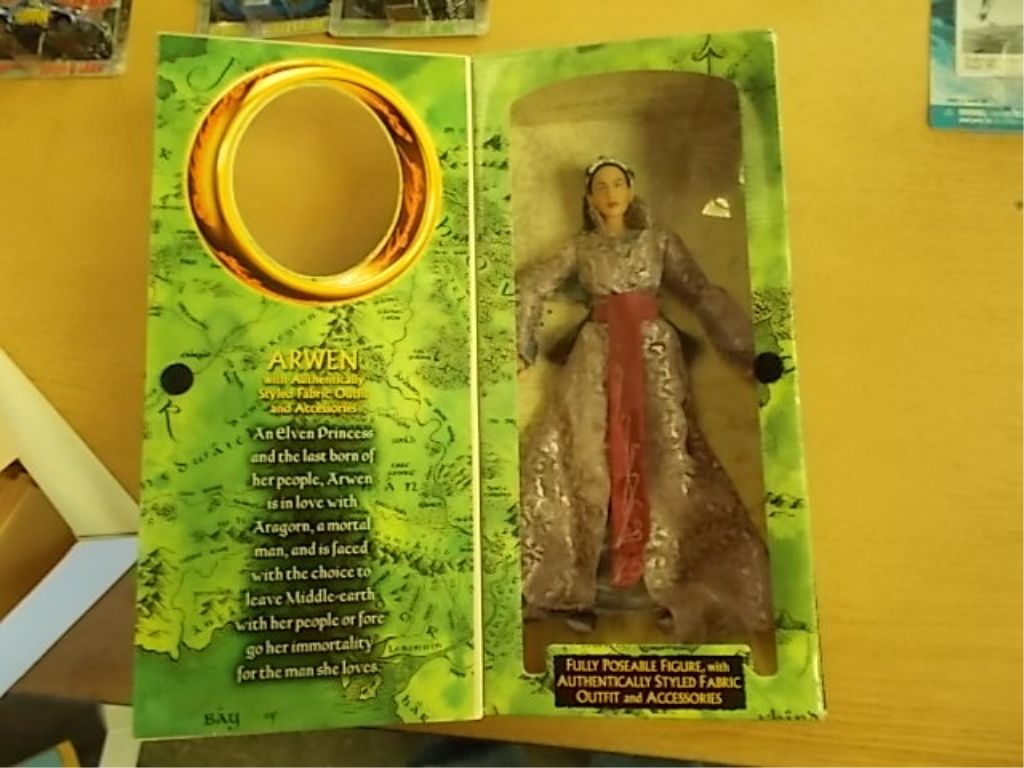 ARWEN
with Authentically
Styled Fabric Outfit
and Accessories
An Elven Princess
and the last born of
her people, Arwen
is in love with
Aragorn, a mortal
man, and is faced
with the choice to
leave Middle-earth
with her people or fore
go her immortality
for the man she loves.
BAY of
FULLY POSEABLE FIGURE, with
AUTHENTICALLY STYLED FABRIC
OUTFIT and ACCESSORIES